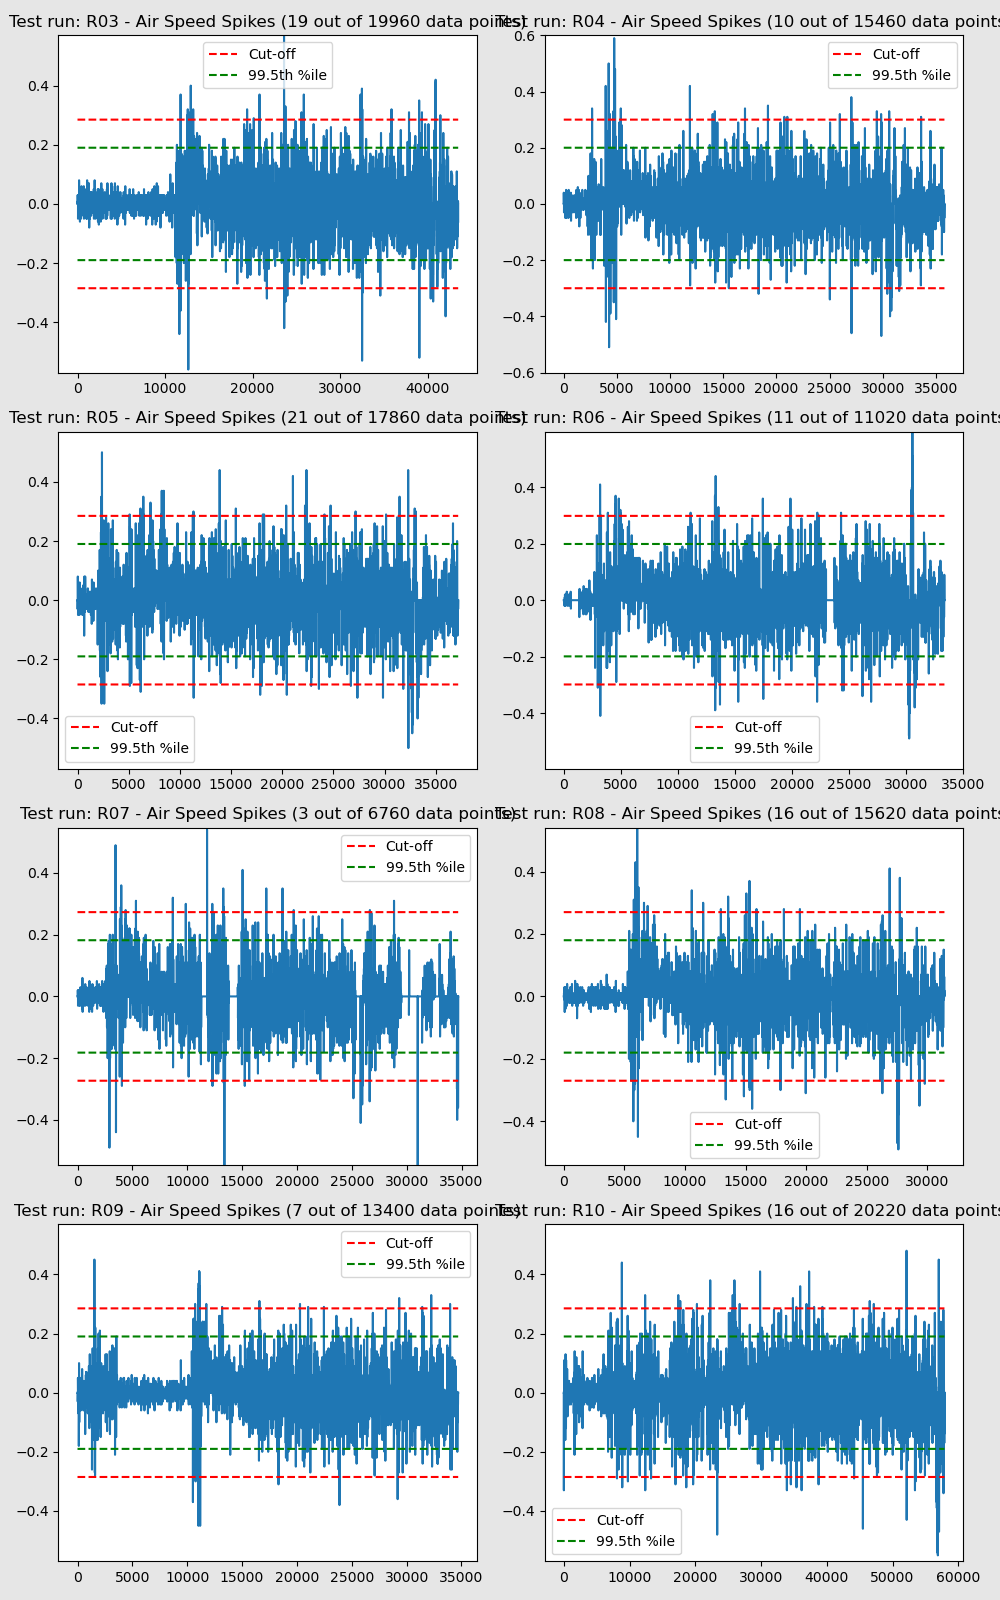 Test run: R03 - Air Speed Spikes (19 out of 19960 data points)
Test run: R04 - Air Speed Spikes (10 out of 15460 data points
Cut-off
99.5th %ile
0.4
0.2
0.0
−0.2
−0.4
0 10000 20000 30000 40000
Cut-off
99.5th %ile
0.6
0.4
0.2
0.0
−0.2
−0.4
−0.6
0 5000 10000 15000 20000 25000 30000 35000
Test run: R05 - Air Speed Spikes (21 out of 17860 data points)
Test run: R06 - Air Speed Spikes (11 out of 11020 data points
0.4
0.2
0.0
−0.2
−0.4
Cut-off
99.5th %ile
0 5000 10000 15000 20000 25000 30000 35000
0.4
0.2
0.0
−0.2
−0.4
Cut-off
99.5th %ile
0 5000 10000 15000 20000 25000 30000 35000
Test run: R07 - Air Speed Spikes (3 out of 6760 data points)
Test run: R08 - Air Speed Spikes (16 out of 15620 data points
Cut-off
99.5th %ile
0.4
0.2
0.0
−0.2
−0.4
0 5000 10000 15000 20000 25000 30000 35000
0.4
0.2
0.0
−0.2
−0.4
Cut-off
99.5th %ile
0 5000 10000 15000 20000 25000 30000
Test run: R09 - Air Speed Spikes (7 out of 13400 data points)
Test run: R10 - Air Speed Spikes (16 out of 20220 data points
Cut-off
99.5th %ile
0.4
0.2
0.0
−0.2
−0.4
0 5000 10000 15000 20000 25000 30000 35000
0.4
0.2
0.0
−0.2
−0.4
Cut-off
99.5th %ile
0 10000 20000 30000 40000 50000 60000